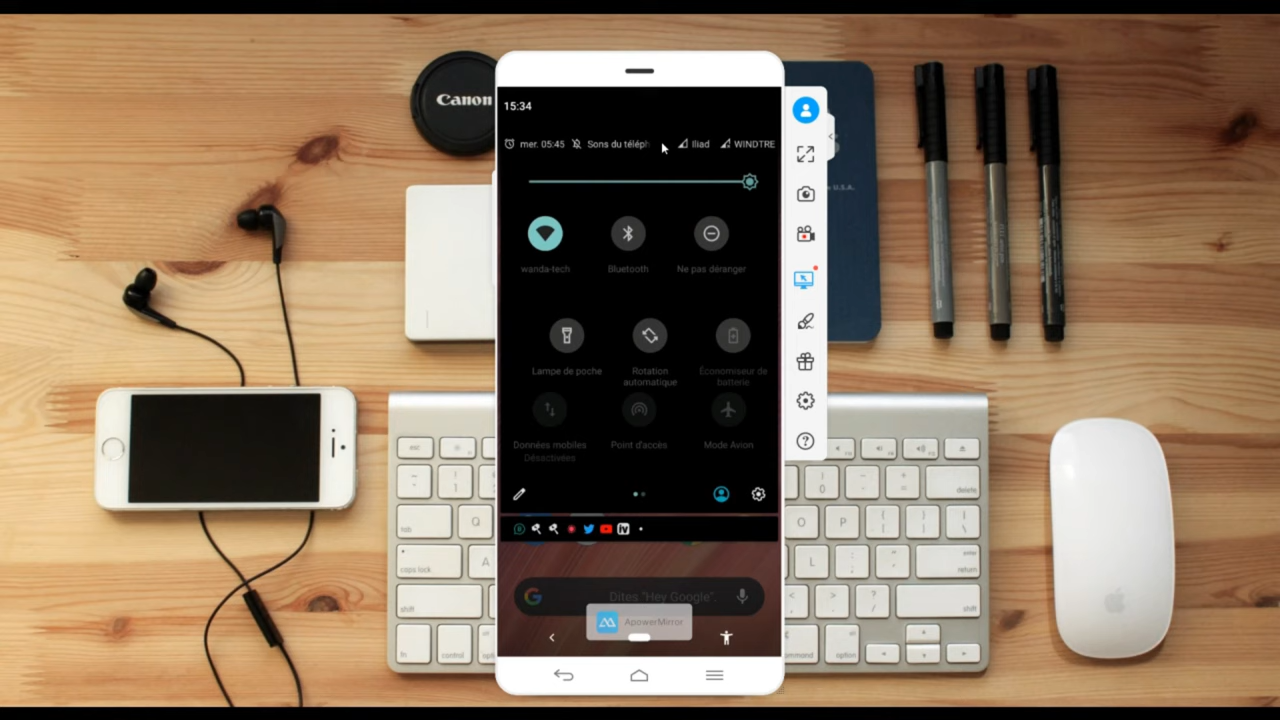 Canon
15:34
mer. 05:45 Sons du téléph Iliad WINDTRE
U.S.A.
wanda-tech Bluetooth Ne pas déranger
Lampe de poche Rotation automatique Économiseur de batterie
Données mobiles Point d'accès Mode Avion
Désactivées
Dites "Hey Google".
ApowerMirror
esc
delete
Q O P
caps lock A L return
shift shift
fn control option